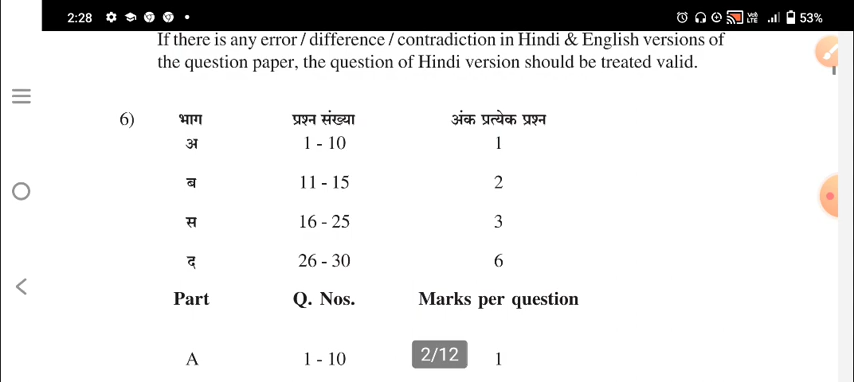 2:28 53%
If there is any error / difference / contradiction in Hindi & English versions of
the question paper, the question of Hindi version should be treated valid.
6) भाग प्रश्न संख्या अंक प्रत्येक प्रश्न
अ 1 - 10 1
ब 11 - 15 2
स 16 - 25 3
द 26 - 30 6
Part Q. Nos. Marks per question
A 1 - 10 1
2/12